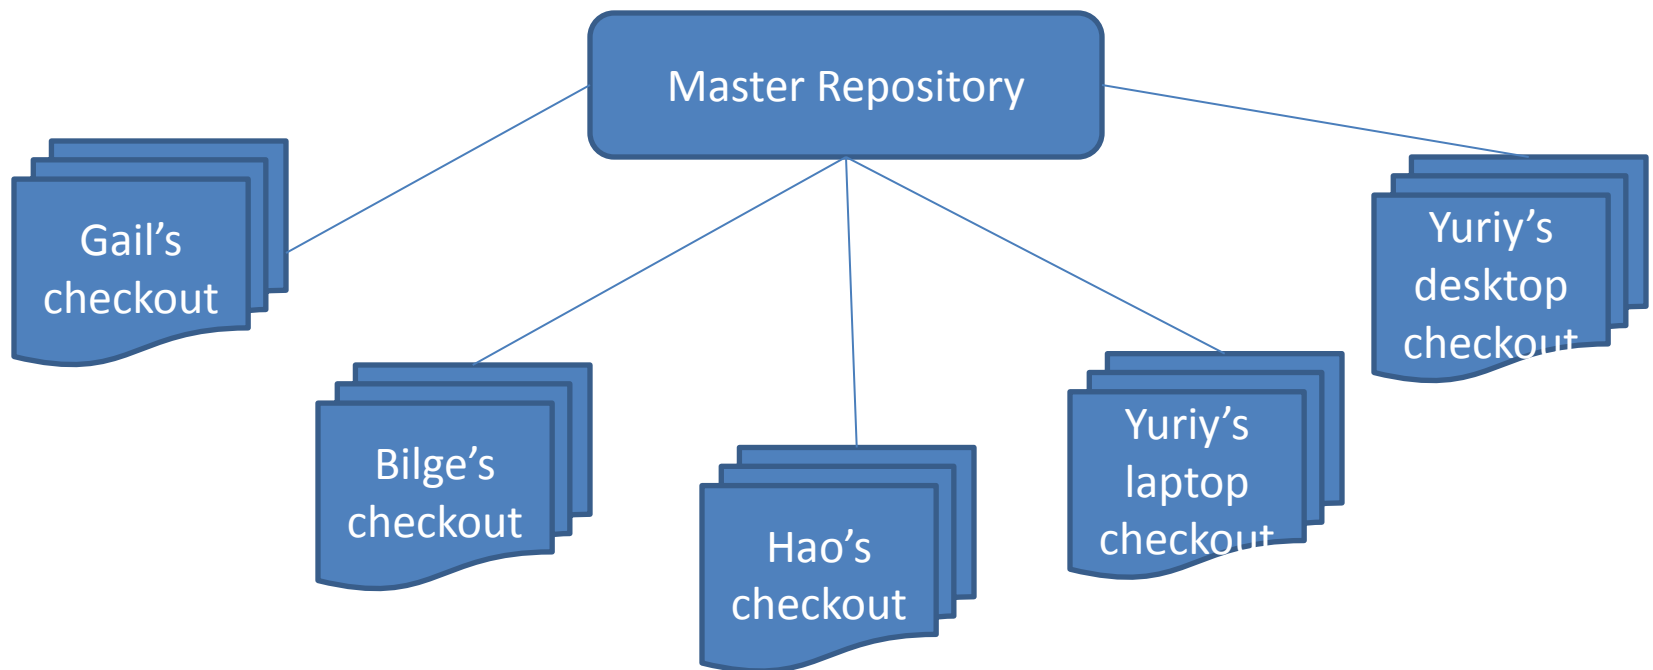 Master Repository
Gail’s
checkout
Bilge’s
checkout
Hao’s
checkout
Yuriy’s
laptop
checkout
Yuriy’s
desktop
checkout